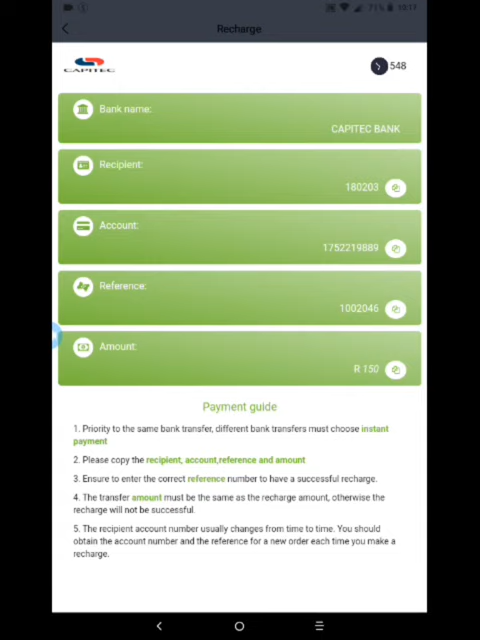 71% 10:17
Recharge
CAPITEC
548
Bank name:
CAPITEC BANK
Recipient:
180203
Account:
1752219889
Reference:
1002046
Amount:
R 150
Payment guide
1. Priority to the same bank transfer, different bank transfers must choose instant
payment
2. Please copy the recipient, account,reference and amount
3. Ensure to enter the correct reference number to have a successful recharge.
4. The transfer amount must be the same as the recharge amount, otherwise the
recharge will not be successful.
5. The recipient account number usually changes from time to time. You should
obtain the account number and the reference for a new order each time you make a
recharge.